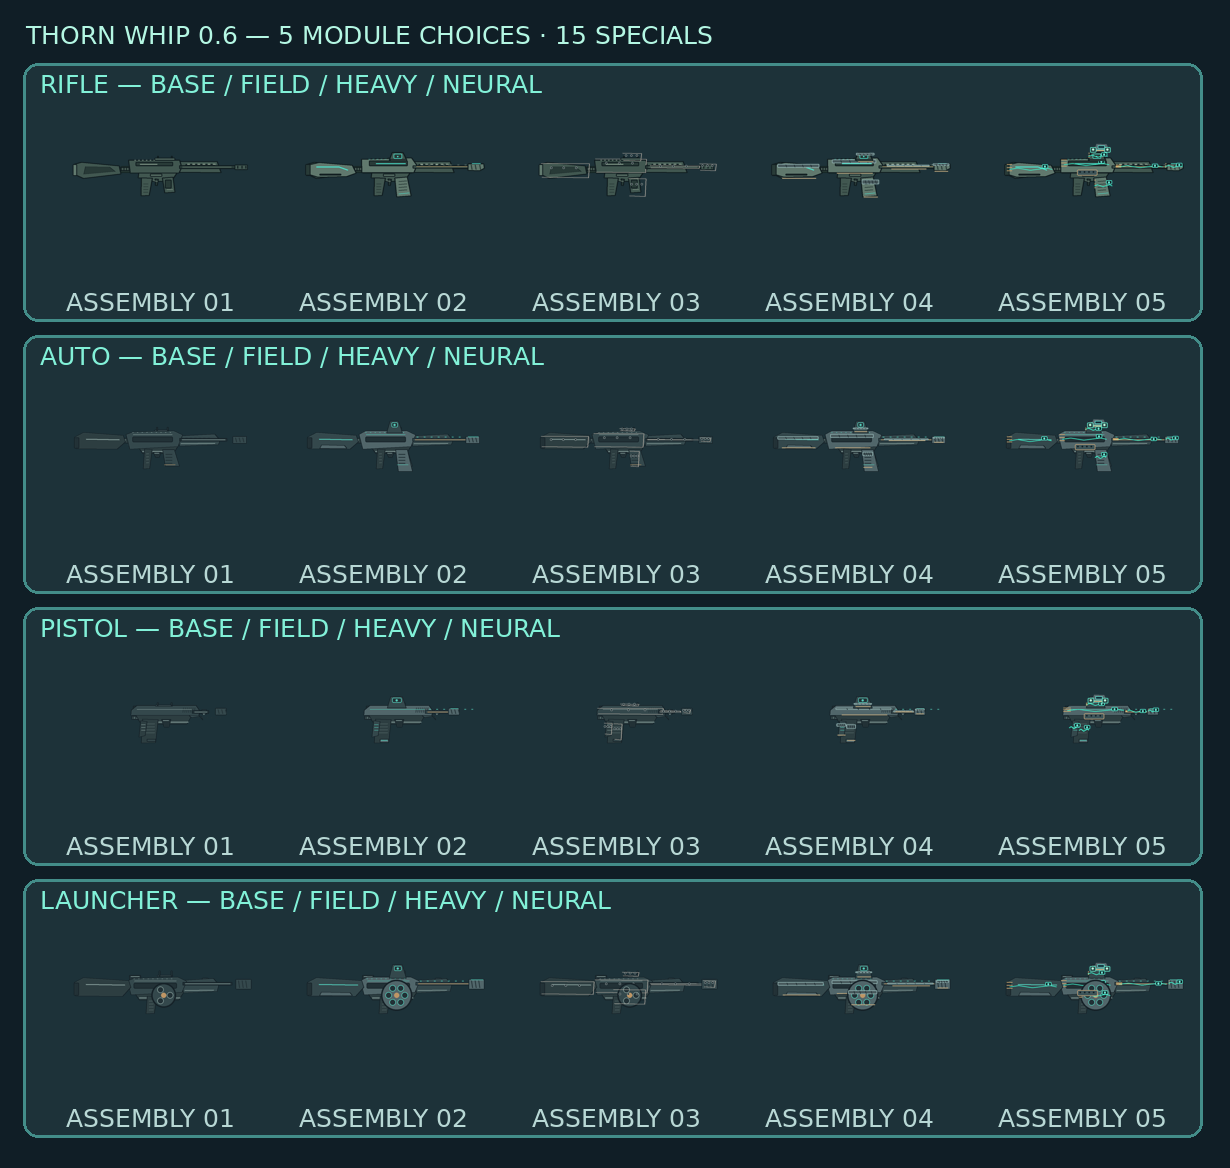 THORN WHIP 0.6 — 5 MODULE CHOICES · 15 SPECIALS
RIFLE — BASE / FIELD / HEAVY / NEURAL
ASSEMBLY 01 ASSEMBLY 02 ASSEMBLY 03 ASSEMBLY 04 ASSEMBLY 05
AUTO — BASE / FIELD / HEAVY / NEURAL
ASSEMBLY 01 ASSEMBLY 02 ASSEMBLY 03 ASSEMBLY 04 ASSEMBLY 05
PISTOL — BASE / FIELD / HEAVY / NEURAL
ASSEMBLY 01 ASSEMBLY 02 ASSEMBLY 03 ASSEMBLY 04 ASSEMBLY 05
LAUNCHER — BASE / FIELD / HEAVY / NEURAL
ASSEMBLY 01 ASSEMBLY 02 ASSEMBLY 03 ASSEMBLY 04 ASSEMBLY 05